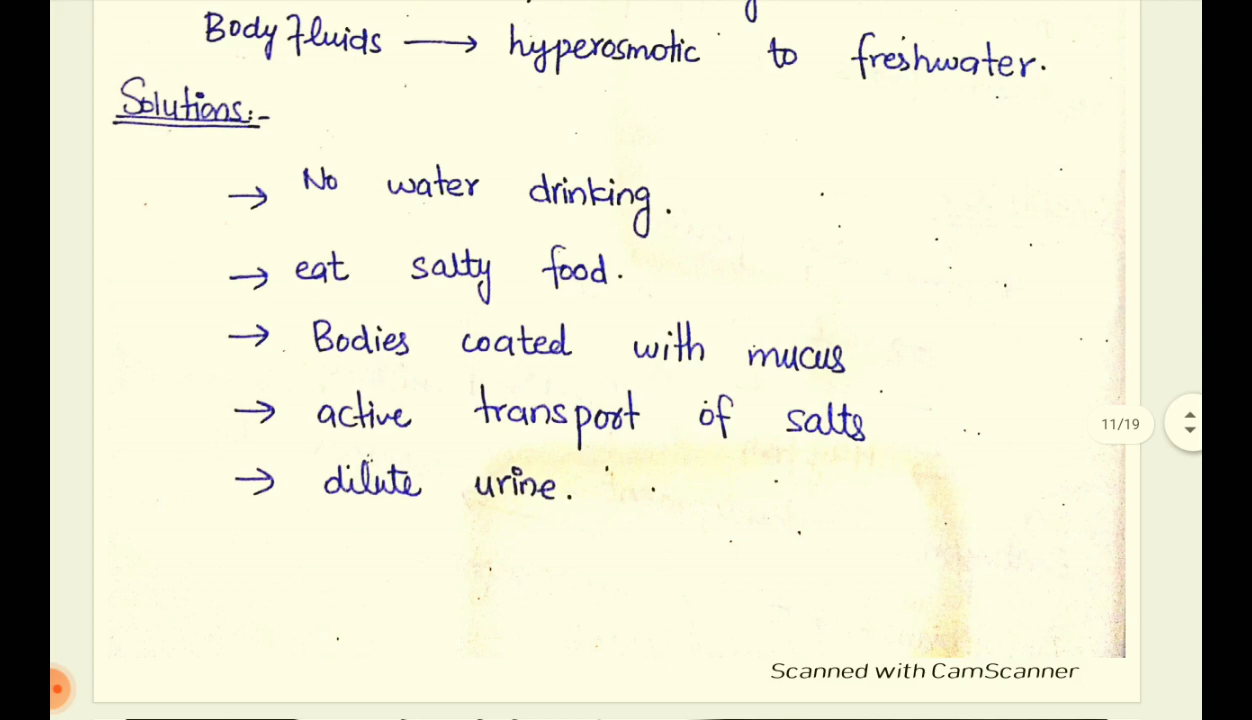 Body fluids → hyperosmotic to freshwater.
Solutions:-
→ No water drinking.
→ eat salty food.
→ Bodies coated with mucus
→ active transport of salts
11/19
→ dilute urine.
Scanned with CamScanner